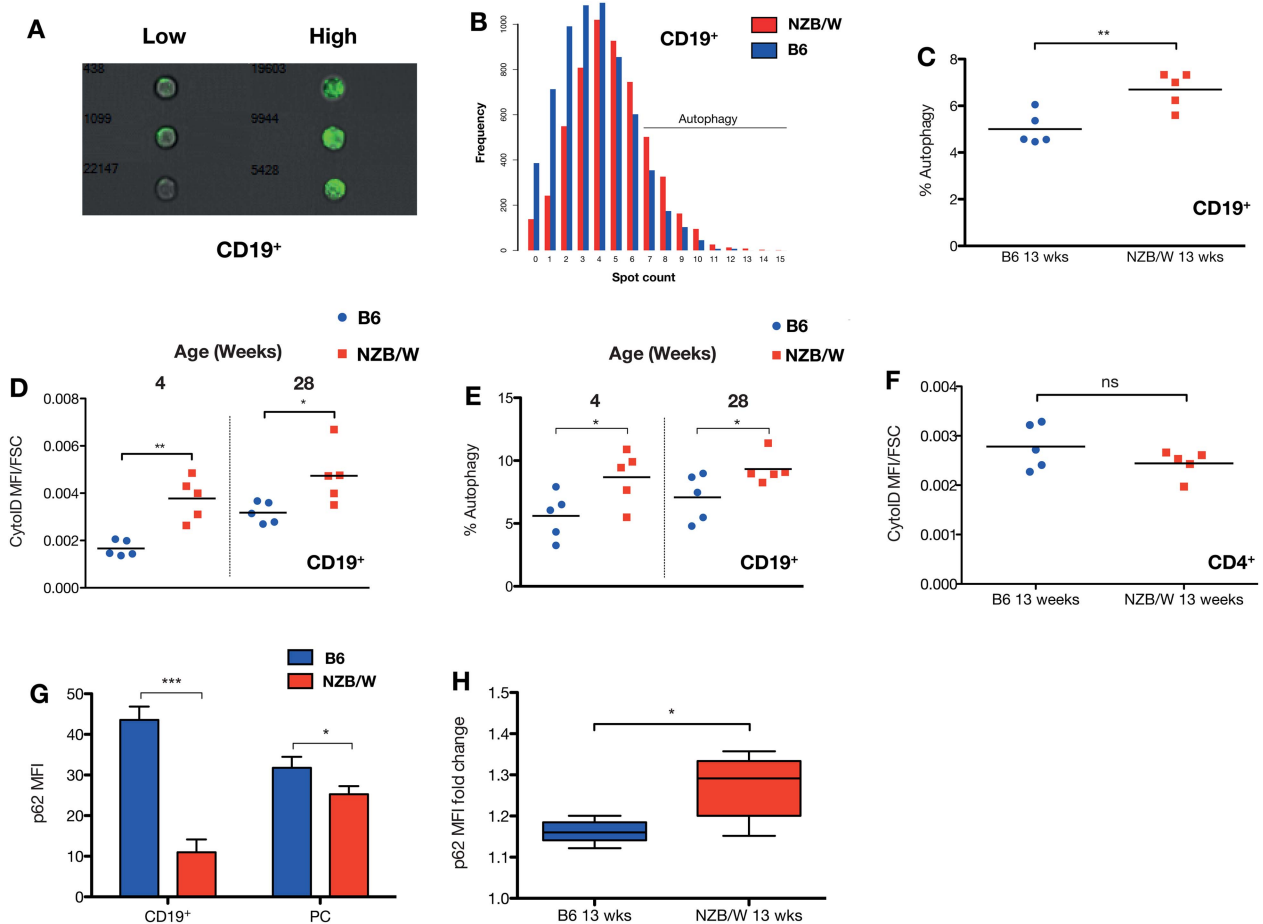 A
Low
High
438
19603
1099
9944
22147
5428
CD19+
B
NZB/W
B6
CD19+
Autophagy
Frequency
1000
800
600
400
200
0
0 1 2 3 4 5 6 7 8 9 10 11 12 13 14 15
Spot count
C
**
% Autophagy
8
6
4
2
0
CD19+
B6 13 wks
NZB/W 13 wks
D
B6
NZB/W
Age (Weeks)
4
28
CytoID MFI/FSC
0.008
0.006
0.004
0.002
0.000
**
*
CD19+
E
B6
NZB/W
Age (Weeks)
4
28
% Autophagy
15
10
5
0
*
*
CD19+
F
ns
CytoID MFI/FSC
0.004
0.003
0.002
0.001
0.000
CD4+
B6 13 weeks
NZB/W 13 weeks
G
B6
NZB/W
p62 MFI
50
40
30
20
10
0
***
*
CD19+
PC
H
p62 MFI fold change
1.5
1.3
1.2
1.1
1.0
*
B6 13 wks
NZB/W 13 wks